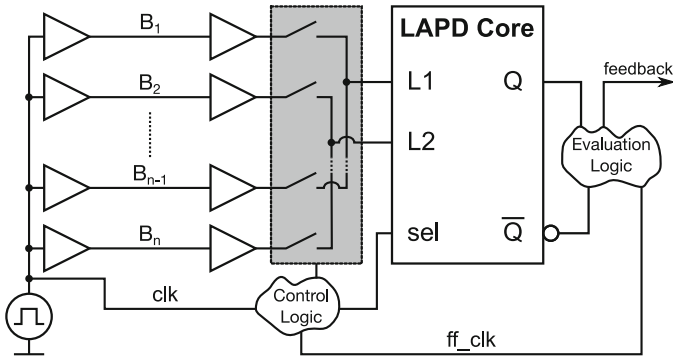 B1
B2
Bn-1
Bn
clk
Control
Logic
LAPD Core
L1
L2
sel
Q
Q
feedback
Evaluation
Logic
ff_clk